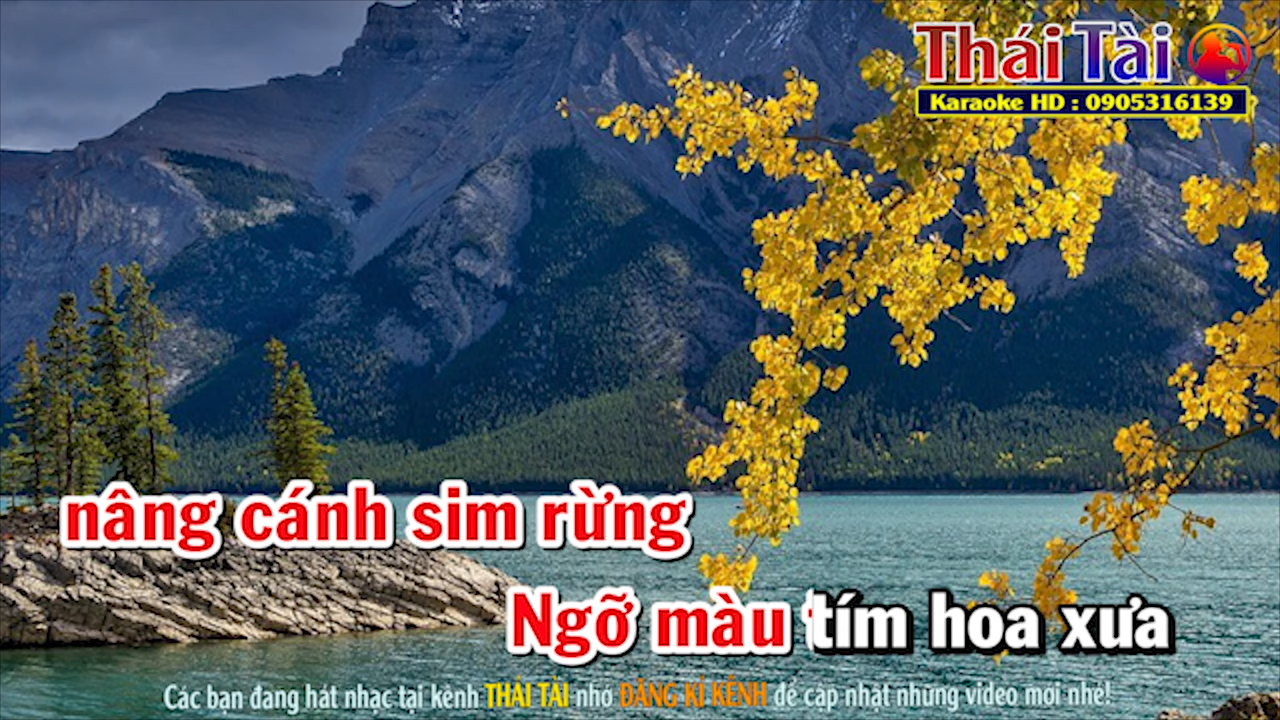 Thái Tài
Karaoke HD : 0905316139
nâng cánh sim rừng
Ngỡ màu tím hoa xưa
Các bạn đang hát nhạc tại kênh THÁI TÀI nhớ ĐĂNG KÍ KÊNH để cập nhật những video mới nhé!